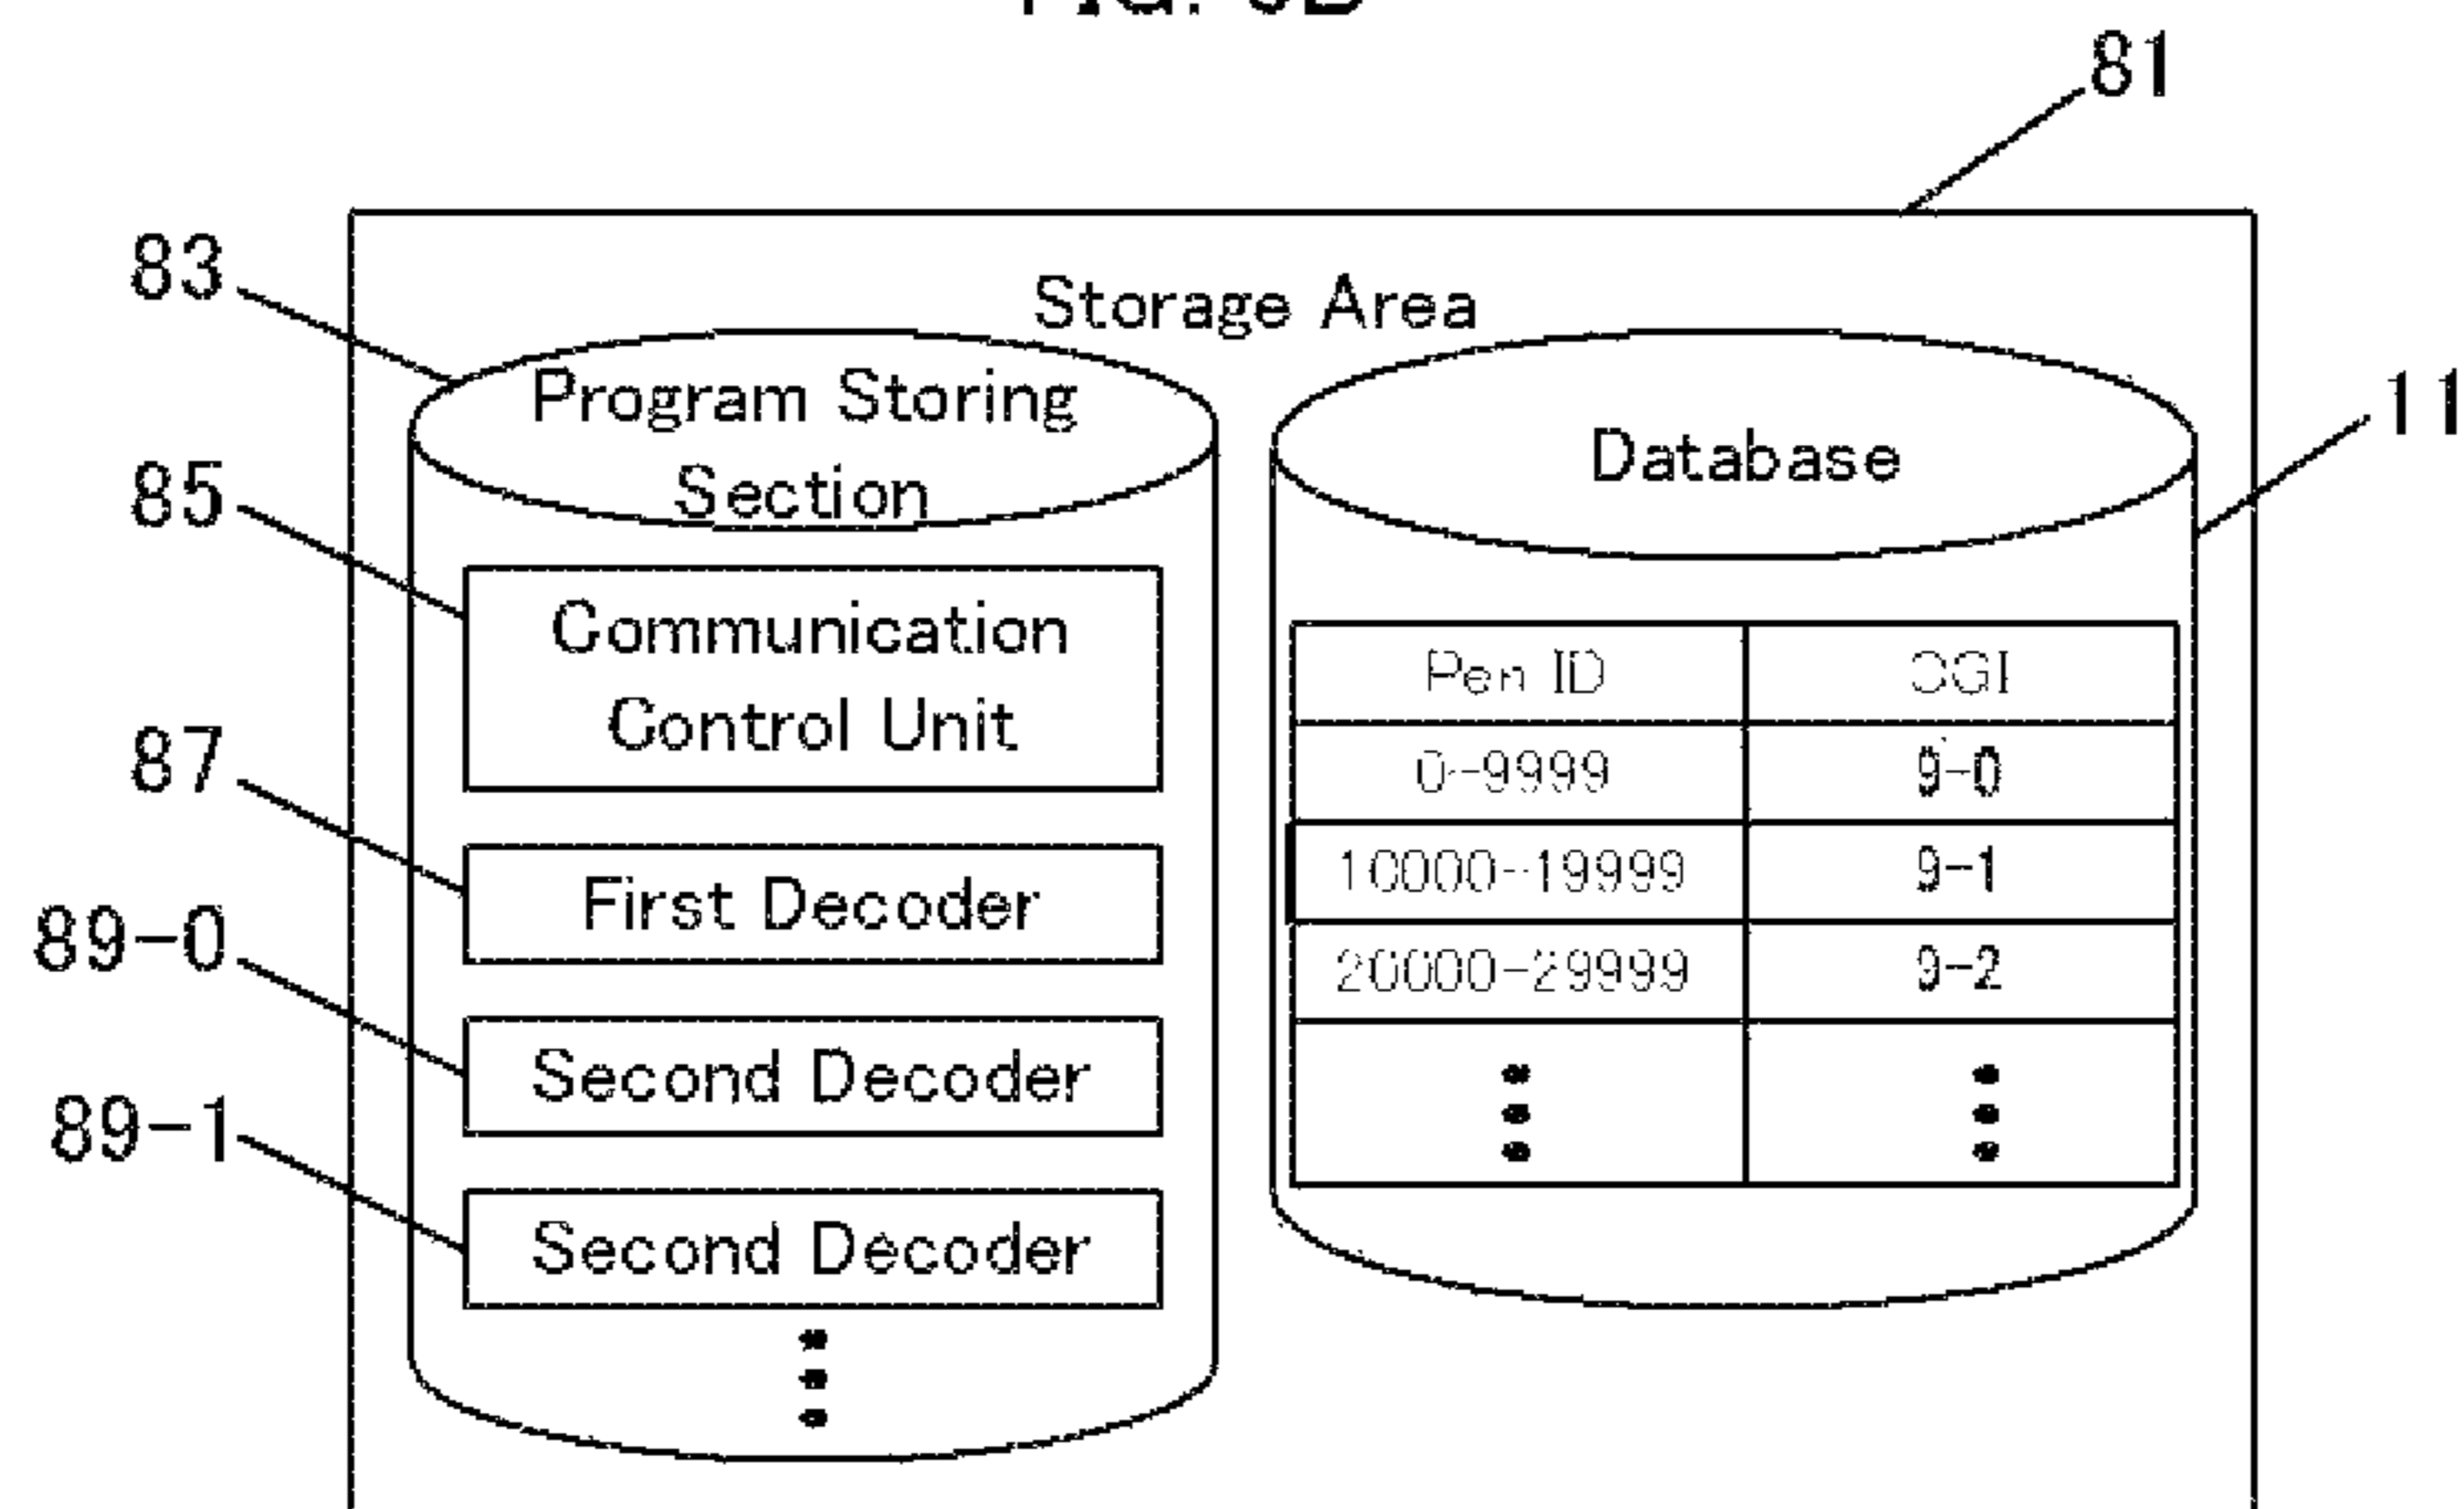 81
Storage Area
83
Program Storing
Section
Database
11
85
Communication
Control Unit
Pen ID CGI
0-9999 9-0
87
First Decoder
10000-19999 9-1
89-0
20000-29999 9-2
Second Decoder
89-1
Second Decoder